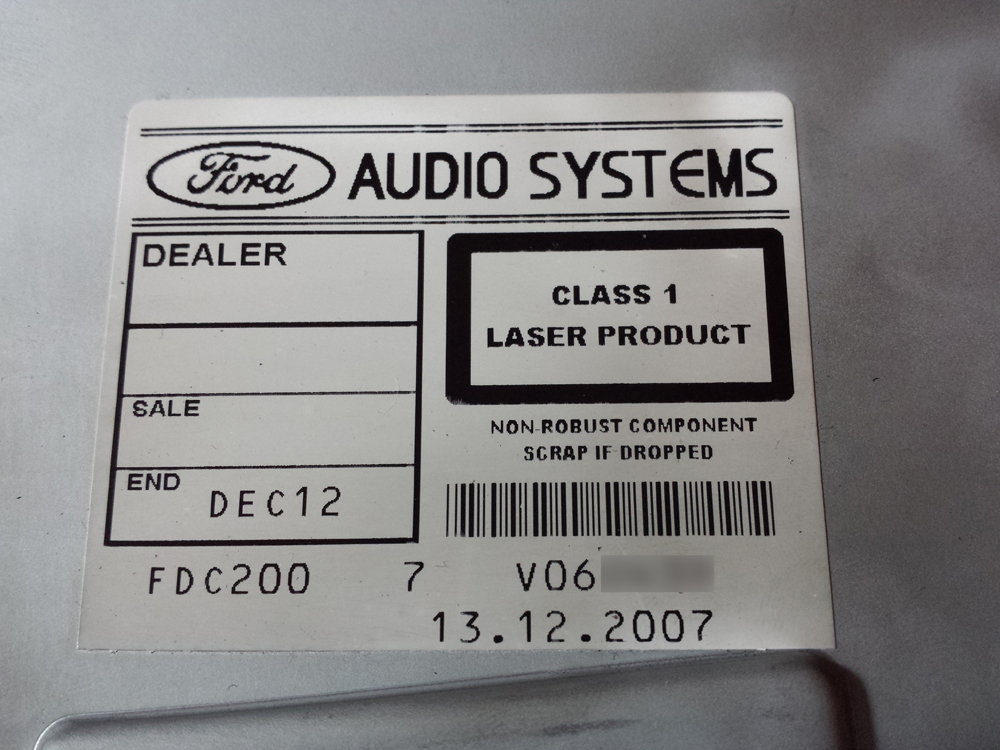 Ford AUDIO SYSTEMS
DEALER
SALE
END DEC12
CLASS 1
LASER PRODUCT
NON-ROBUST COMPONENT
SCRAP IF DROPPED
FDC200 7 V06
13.12.2007